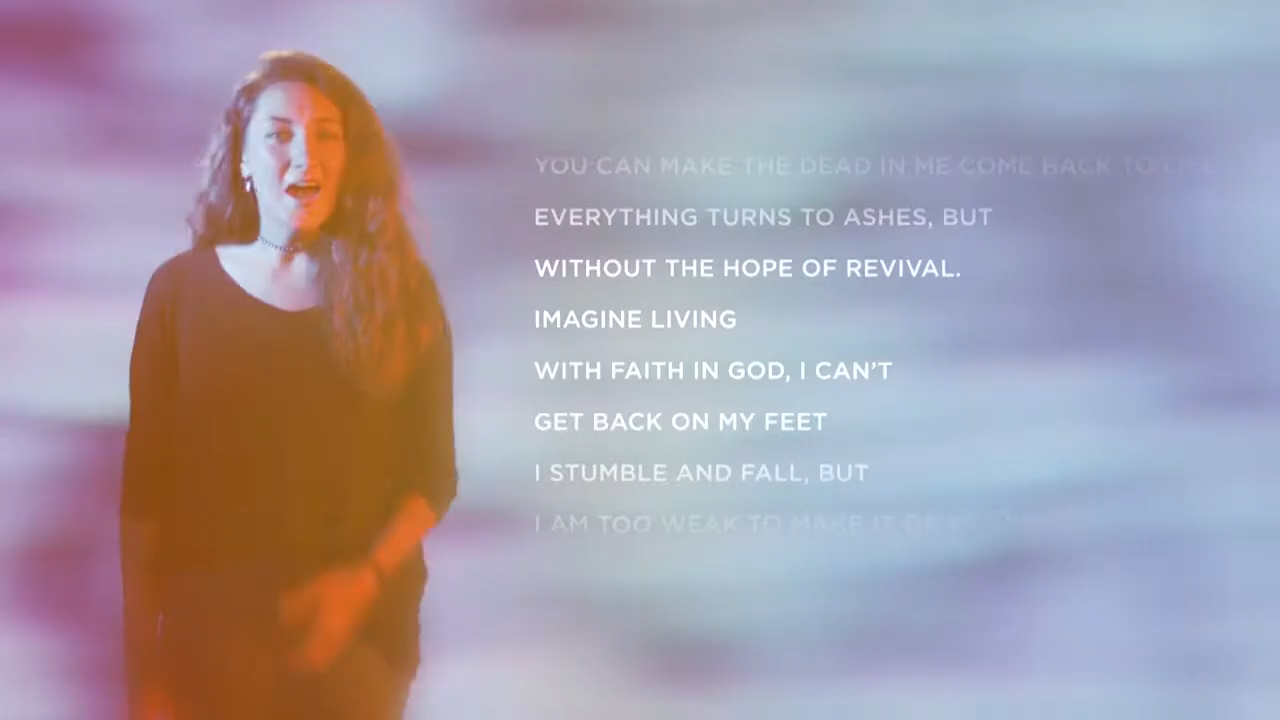 YOU CAN MAKE THE DEAD IN ME COME BACK TO LIFE
EVERYTHING TURNS TO ASHES, BUT
WITHOUT THE HOPE OF REVIVAL.
IMAGINE LIVING
WITH FAITH IN GOD, I CAN'T
GET BACK ON MY FEET
I STUMBLE AND FALL, BUT
I AM TOO WEAK TO MAKE IT